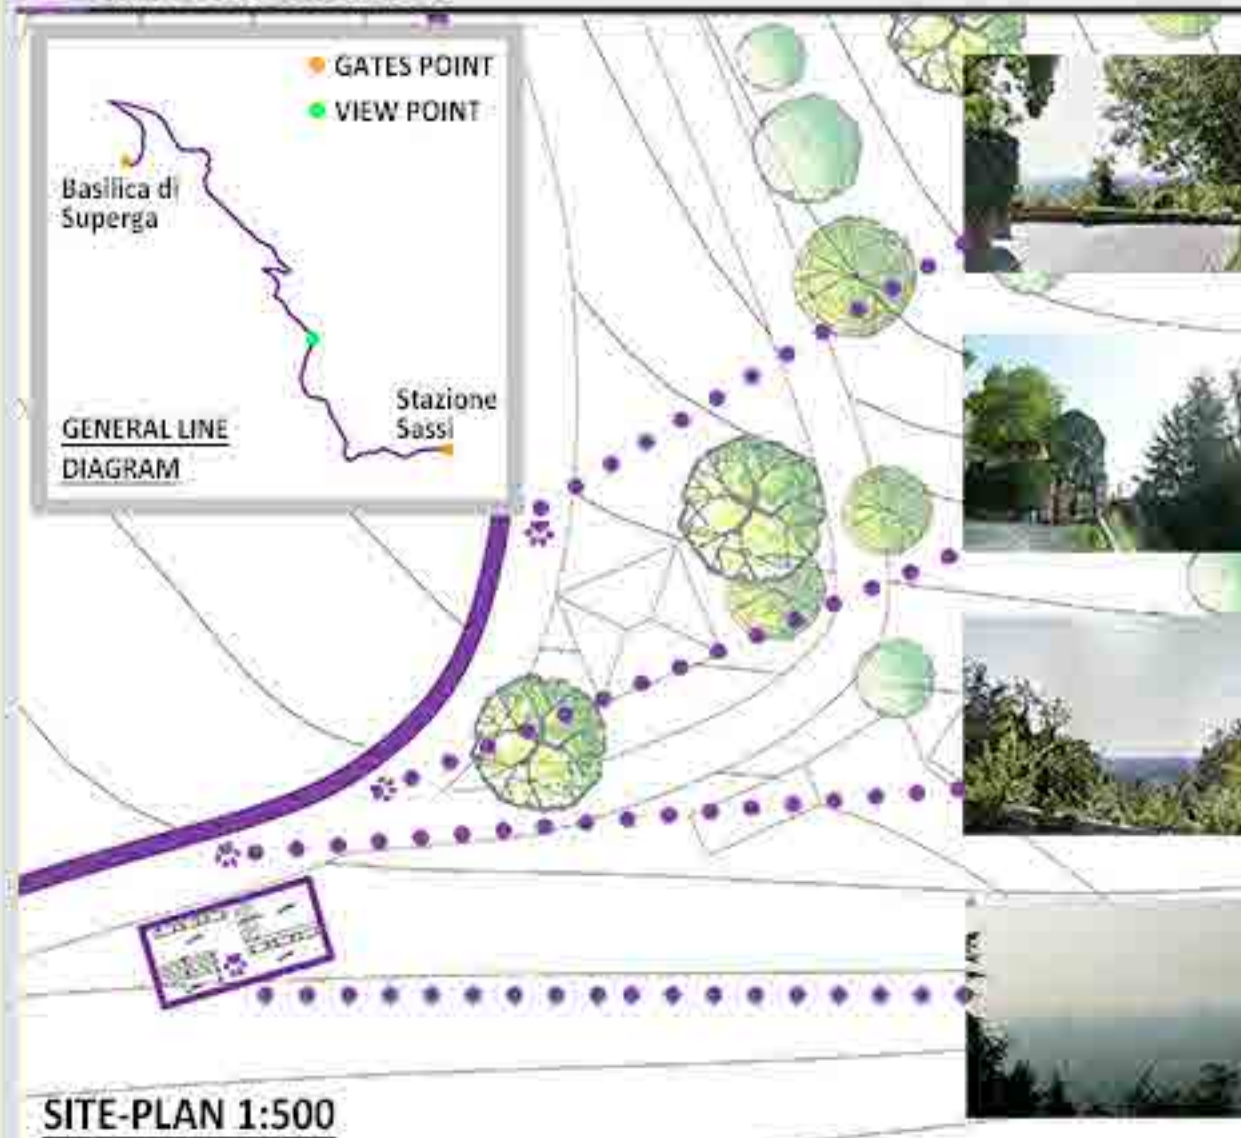 GATES POINT
VIEW POINT
Basilica di
Superga
Stazione
Sassi
GENERAL LINE
DIAGRAM
SITE-PLAN 1:500